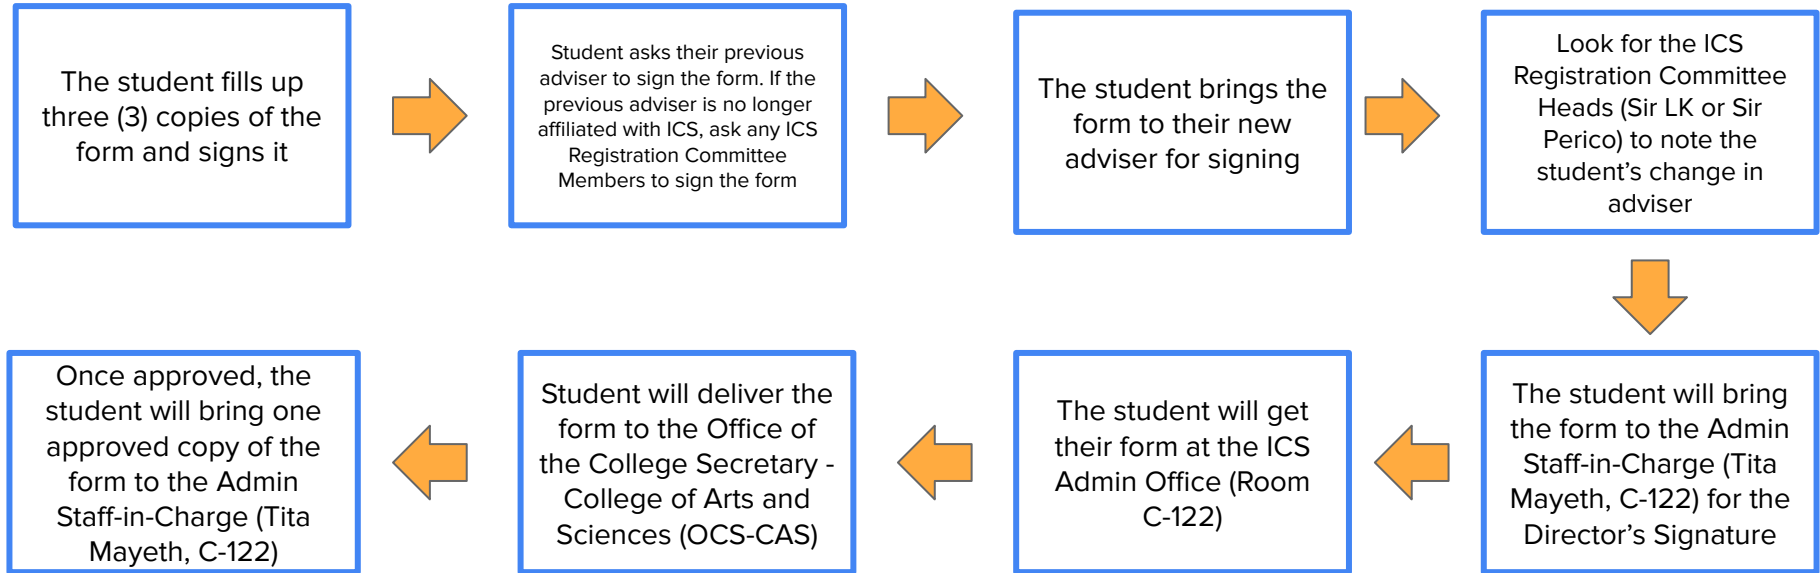 The student fills up
three (3) copies of the
form and signs it
Student asks their previous
adviser to sign the form. If the
previous adviser is no longer
affiliated with ICS, ask any ICS
Registration Committee
Members to sign the form
The student brings the
form to their new
adviser for signing
Look for the ICS
Registration Committee
Heads (Sir LK or Sir
Perico) to note the
student’s change in
adviser
The student will bring
the form to the Admin
Staff-in-Charge (Tita
Mayeth, C-122) for the
Director’s Signature
The student will get
their form at the ICS
Admin Office (Room
C-122)
Student will deliver the
form to the Office of
the College Secretary -
College of Arts and
Sciences (OCS-CAS)
Once approved, the
student will bring one
approved copy of the
form to the Admin
Staff-in-Charge (Tita
Mayeth, C-122)